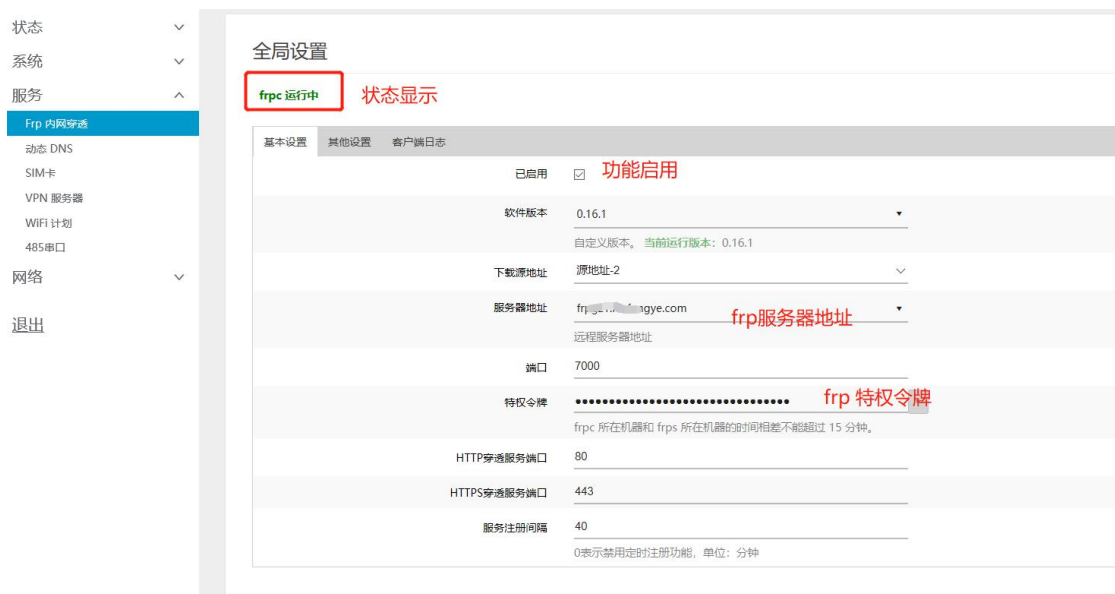 状态
系统
服务
Frp 内网穿透
动态 DNS
SIM卡
VPN 服务器
WiFi 计划
485串口
网络
退出
全局设置
frpc 运行中 状态显示
基本设置 其他设置 客户端日志
已启用 功能启用
软件版本 0.16.1
自定义版本。 当前运行版本：0.16.1
下载源地址 源地址-2
服务器地址 gye.com frp服务器地址
远程服务器地址
端口 7000
特权令牌 •••••••••••••••••••••••••••••••• frp 特权令牌
frpc 所在机器和 frps 所在机器的时间相差不能超过 15 分钟。
HTTP穿透服务端口 80
HTTPS穿透服务端口 443
服务注册间隔 40
0表示禁用定时注册功能，单位：分钟